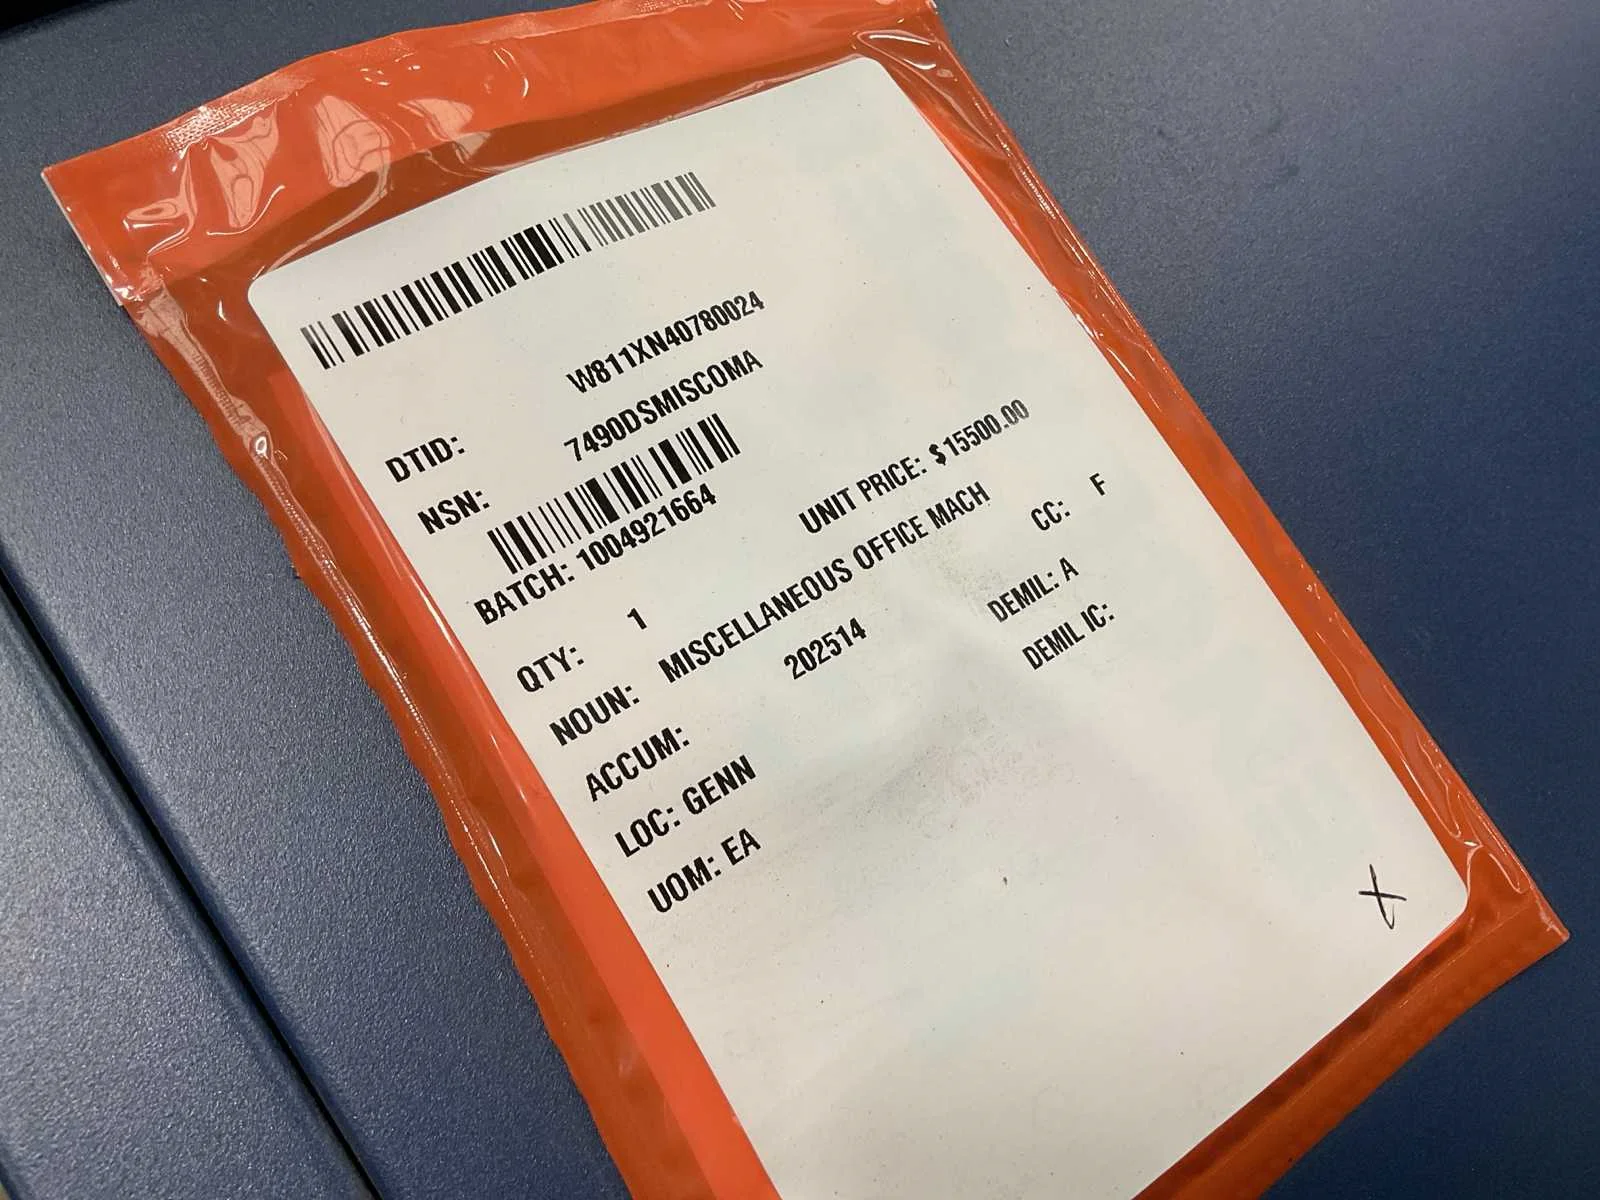 DTID: W811XN40780024
NSN: 7490DSMISCOMA
BATCH: 1004921664
QTY: 1 UNIT PRICE: $15500.00
NOUN: MISCELLANEOUS OFFICE MACH CC: F
ACCUM: 202514 DEMIL: A
LOC: GENN DEMIL IC:
UOM: EA
X